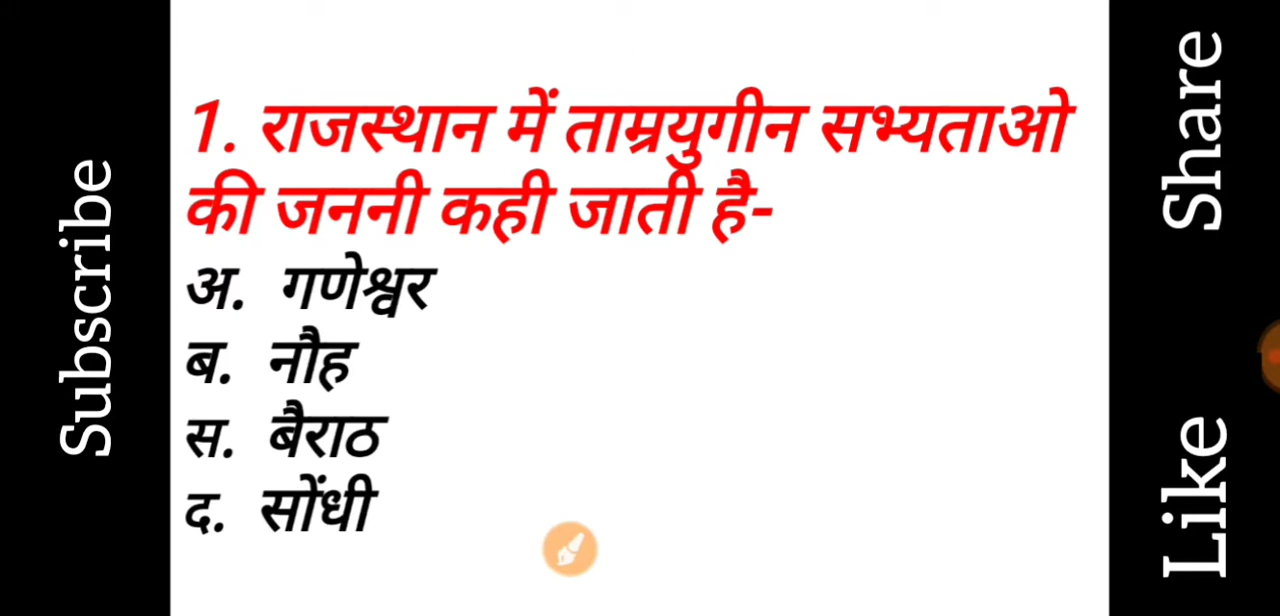 Subscribe
1. राजस्थान में ताम्रयुगीन सभ्यताओ
की जननी कही जाती है-
अ. गणेश्वर
ब. नौह
स. बैराठ
द. सोंधी
Share
Like